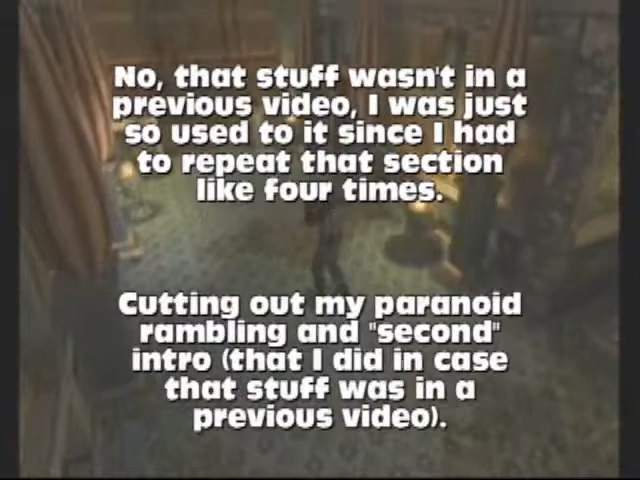 No, that stuff wasn't in a
previous video, I was just
so used to it since I had
to repeat that section
like four times.
Cutting out my paranoid
rambling and "second"
intro (that I did in case
that stuff was in a
previous video).